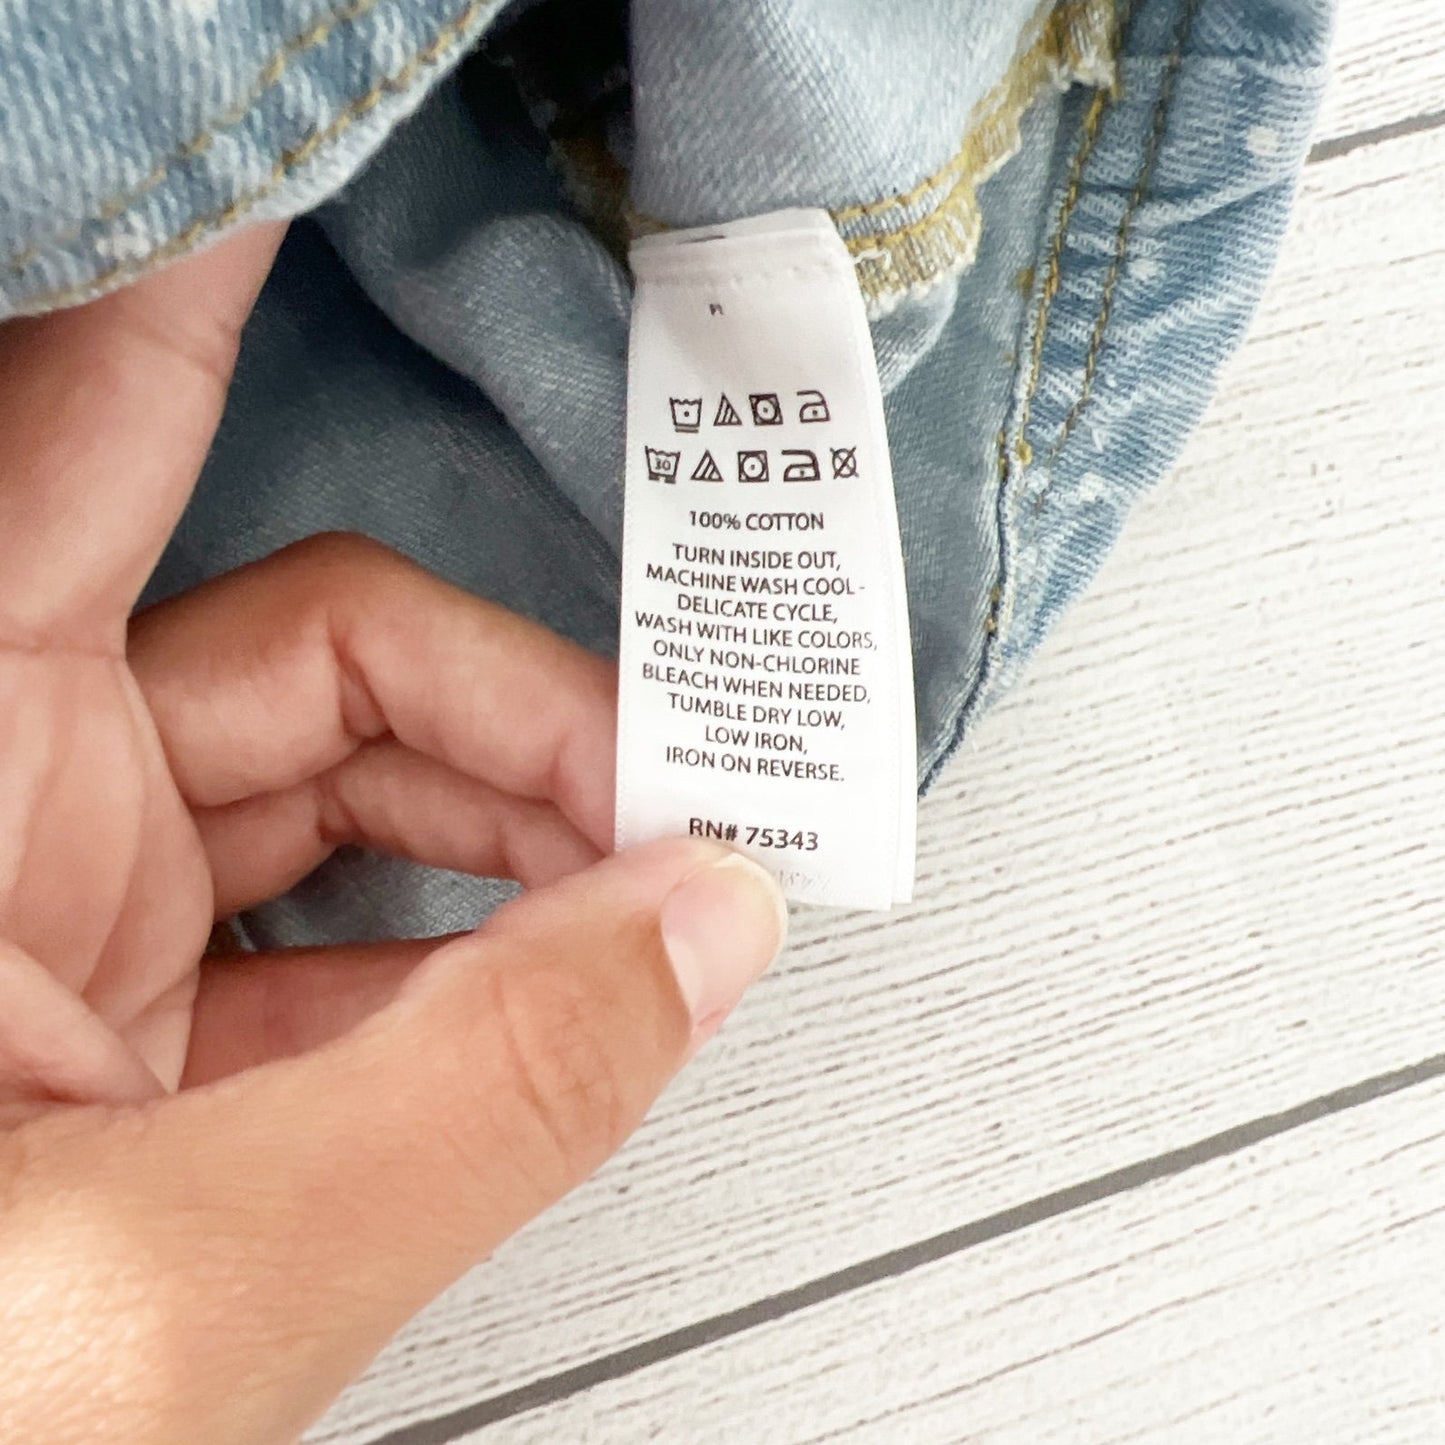 30
100% COTTON
TURN INSIDE OUT,
MACHINE WASH COOL -
DELICATE CYCLE,
WASH WITH LIKE COLORS,
ONLY NON-CHLORINE
BLEACH WHEN NEEDED,
TUMBLE DRY LOW,
LOW IRON,
IRON ON REVERSE.
RN# 75343